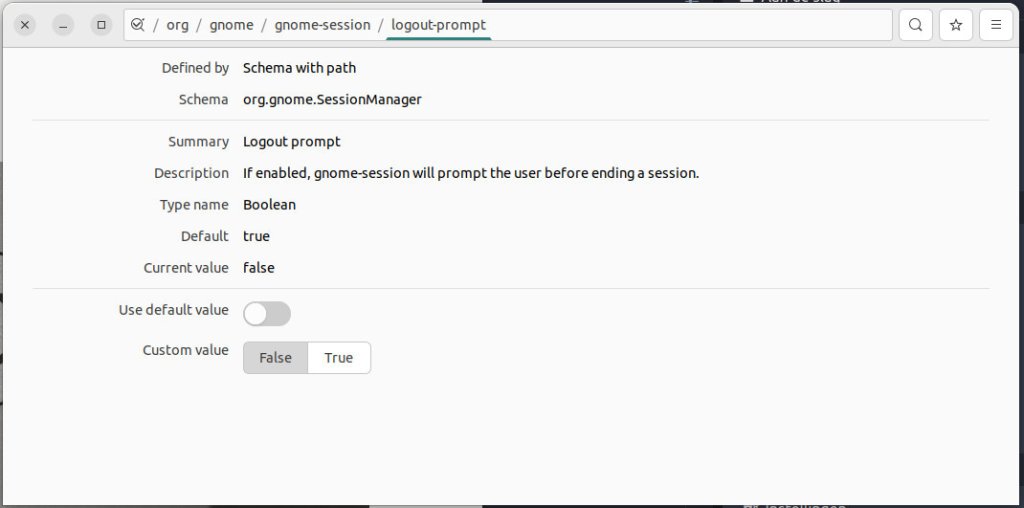 / org / gnome / gnome-session / logout-prompt
Defined by Schema with path
Schema org.gnome.SessionManager
Summary Logout prompt
Description If enabled, gnome-session will prompt the user before ending a session.
Type name Boolean
Default true
Current value false
Use default value
Custom value False True